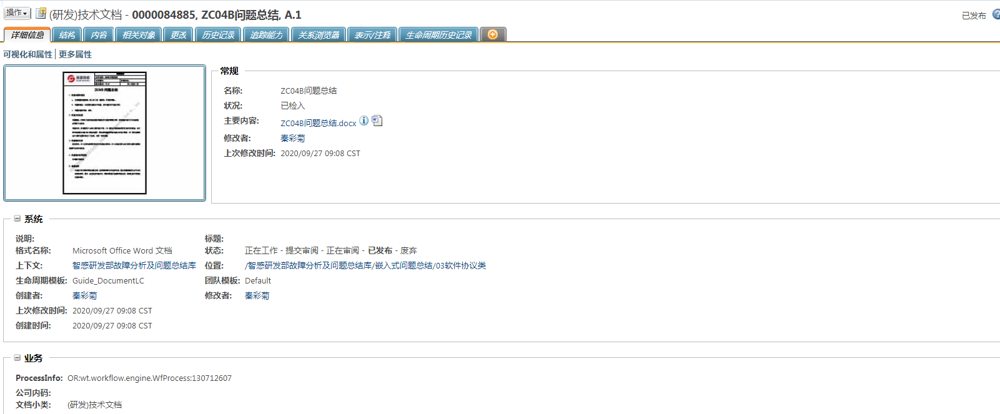 操作 (研发)技术文档 - 0000084885, ZC04B问题总结, A.1 已发布
详细信息 结构 内容 相关对象 更改 历史记录 追踪能力 关系浏览器 表示/注释 生命周期历史记录
可视化和属性 更多属性
ZC04B 问题总结
常规
名称: ZC04B问题总结
状况: 已检入
主要内容: ZC04B问题总结.docx
修改者: 秦彩菊
上次修改时间: 2020/09/27 09:08 CST
系统
说明: 标题:
格式名称: Microsoft Office Word 文档 状态: 正在工作 - 提交审阅 - 正在审阅 - 已发布 - 废弃
上下文: 智感研发部故障分析及问题总结库 位置: /智感研发部故障分析及问题总结库/嵌入式问题总结/03软件协议类
生命周期模板: Guide_DocumentLC 团队模板: Default
创建者: 秦彩菊 修改者: 秦彩菊
上次修改时间: 2020/09/27 09:08 CST
创建时间: 2020/09/27 09:08 CST
业务
ProcessInfo: OR:wt.workflow.engine.WfProcess:130712607
公司内码:
文档小类: (研发)技术文档